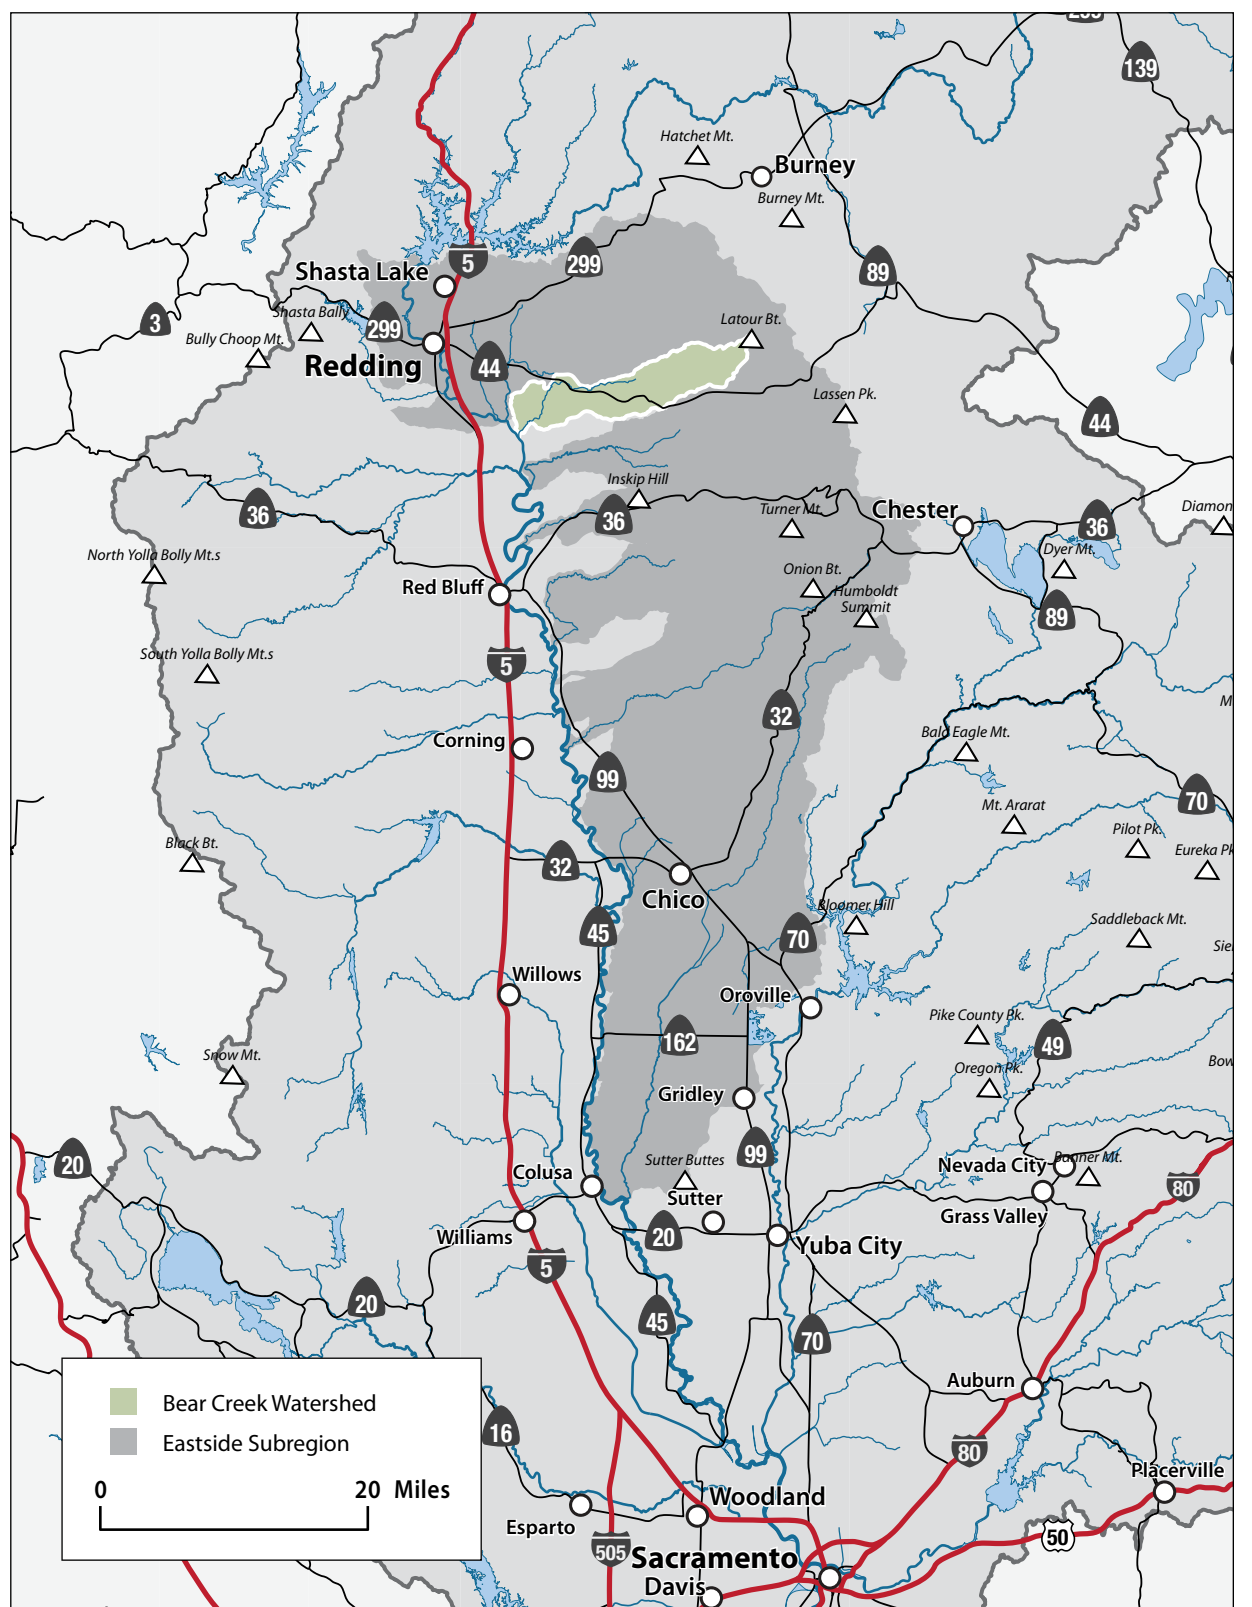 299
139
Hatchet Mt.
Burney
Burney Mt.
5
299
89
Shasta Lake
3
Shasta Bally
299
Bully Choop Mt.
Latour Bt.
Redding
44
Lassen Pk.
44
Inskip Hill
36
36
Turner Mt.
Chester
36
Diamon
Dyer Mt.
North Yolla Bolly Mt.s
Onion Bt.
Red Bluff
Humboldt
Summit
89
South Yolla Bolly Mt.s
5
M
32
Corning
Bald Eagle Mt.
99
70
Mt. Ararat
Pilot Pk.
Black Bt.
Eureka Pk
32
Chico
Bloomer Hill
Saddleback Mt.
45
70
Sie
Willows
Oroville
Pike County Pk.
162
49
Snow Mt.
Oregon Pk.
Bow
Gridley
99
20
Sutter Buttes
Nevada City
Banner Mt.
Colusa
80
Sutter
Grass Valley
Williams
20
Yuba City
5
20
45
70
Auburn
Bear Creek Watershed
Eastside Subregion
16
80
0 20 Miles
Placerville
Woodland
Esparto
50
505
Sacramento
Davis